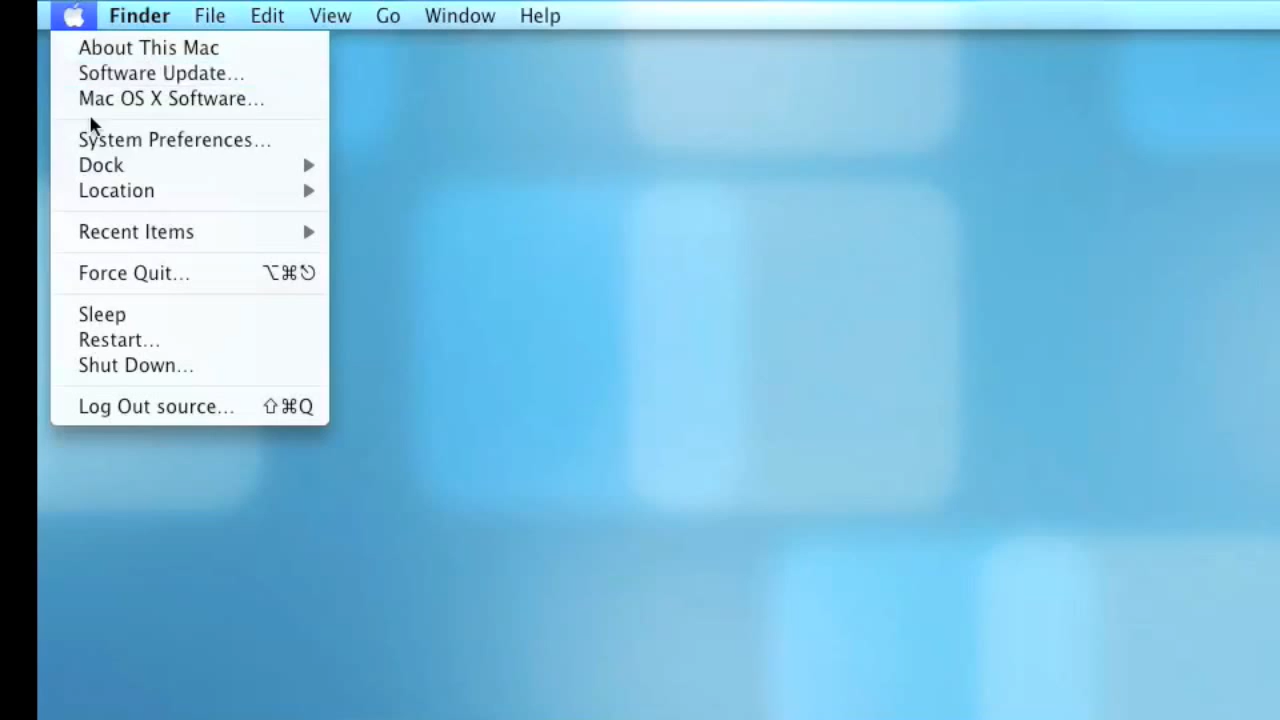 Finder File Edit View Go Window Help
About This Mac
Software Update...
Mac OS X Software...
System Preferences...
Dock
Location
Recent Items
Force Quit... ⌥⌘⎋
Sleep
Restart...
Shut Down...
Log Out source... ⇧⌘Q